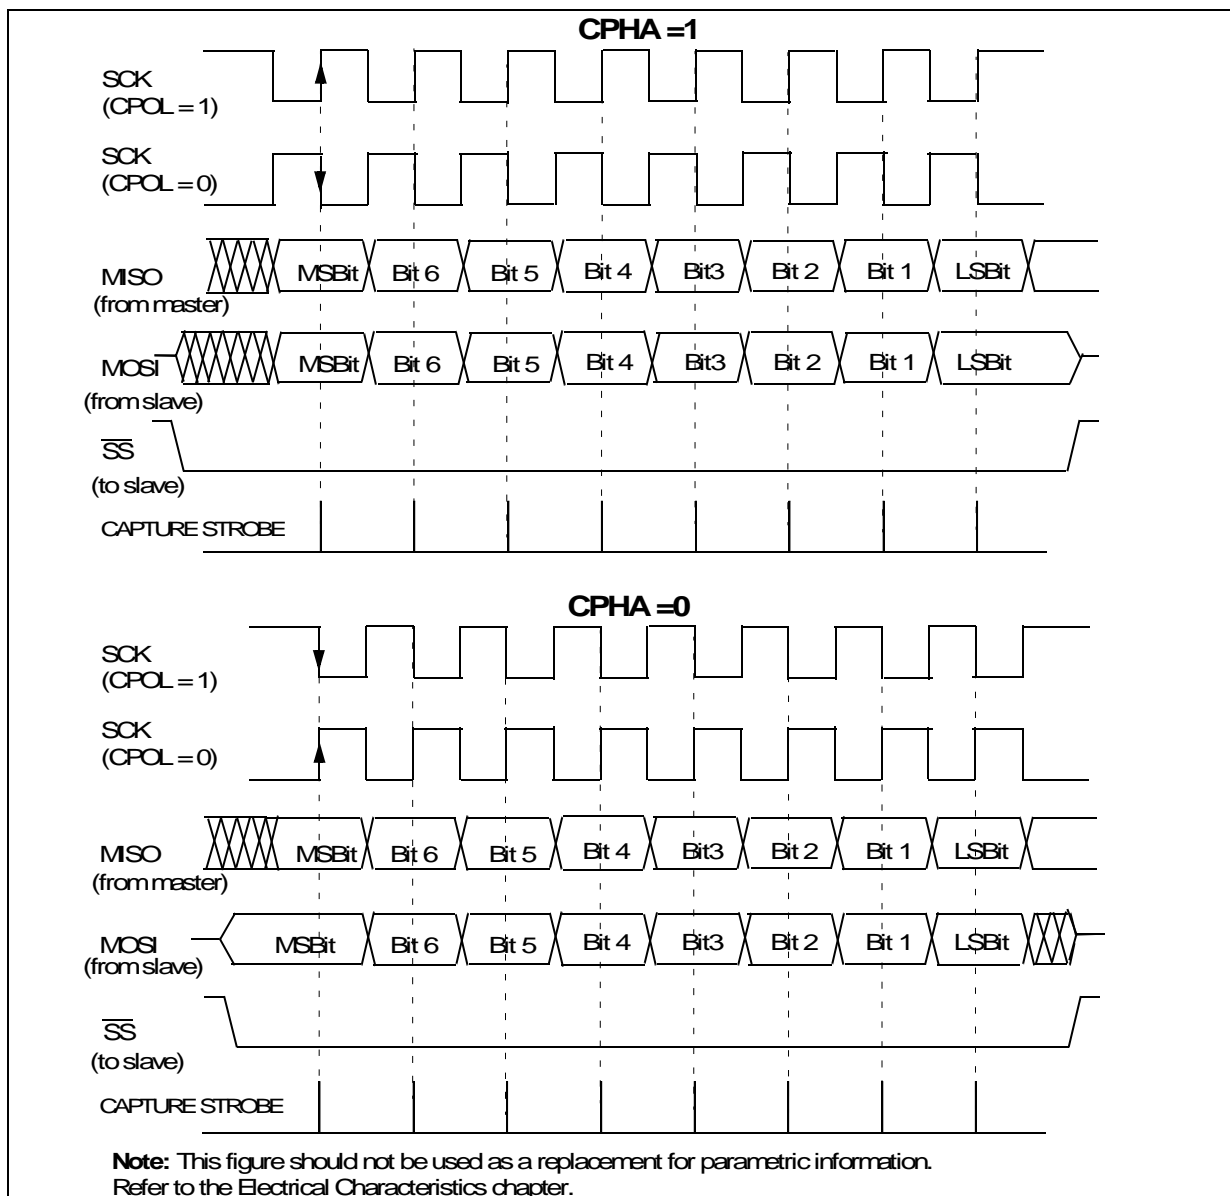 CPHA =1
SCK
(CPOL = 1)
SCK
(CPOL = 0)
MISO
(from master)
MSBit Bit 6 Bit 5 Bit 4 Bit3 Bit 2 Bit 1 LSBit
MOSI
(from slave)
MSBit Bit 6 Bit 5 Bit 4 Bit3 Bit 2 Bit 1 LSBit
SS
(to slave)
CAPTURE STROBE
CPHA =0
SCK
(CPOL = 1)
SCK
(CPOL = 0)
MISO
(from master)
MSBit Bit 6 Bit 5 Bit 4 Bit3 Bit 2 Bit 1 LSBit
MOSI
(from slave)
MSBit Bit 6 Bit 5 Bit 4 Bit3 Bit 2 Bit 1 LSBit
SS
(to slave)
CAPTURE STROBE
Note: This figure should not be used as a replacement for parametric information.
Refer to the Electrical Characteristics chapter.